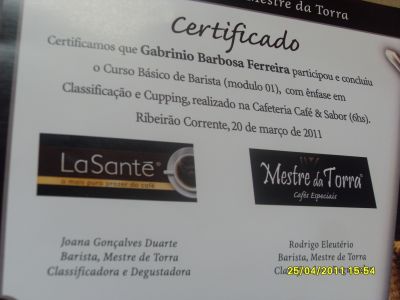 Mestre da Torra
Certificado
Certificamos que Gabrinio Barbosa Ferreira participou e concluiu
o Curso Básico de Barista (modulo 01), com ênfase em
Classificação e Cupping, realizado na Cafeteria Café & Sabor (6hs).
Ribeirão Corrente, 20 de março de 2011
LaSanté®
o mais puro prazer do café
Mestre da Torra®
Cafés Especiais
Joana Gonçalves Duarte
Barista, Mestre de Torra
Classificadora e Degustadora
Rodrigo Eleutério
Barista, Mestre de Torra
25/04/2011 15:54